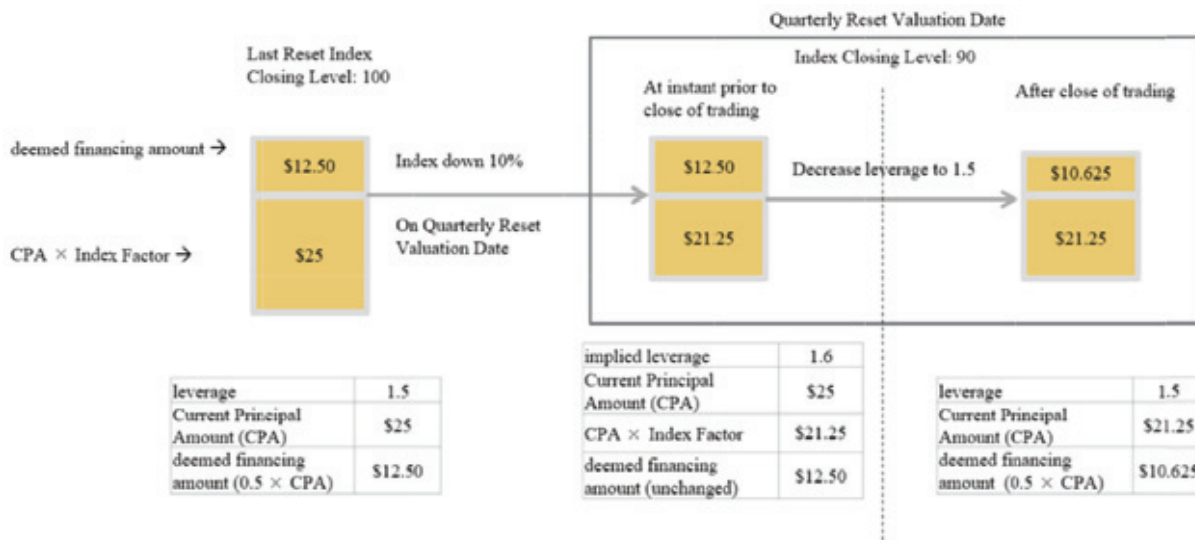 Quarterly Reset Valuation Date
Last Reset Index
Closing Level: 100
Index Closing Level: 90
At instant prior to
close of trading
After close of trading
deemed financing amount →
$12.50
Index down 10%
$12.50
Decrease leverage to 1.5
$10.625
CPA × Index Factor →
$25
On Quarterly Reset
Valuation Date
$21.25
$21.25
leverage 1.5
Current Principal
Amount (CPA) $25
deemed financing
amount (0.5 × CPA) $12.50
implied leverage 1.6
Current Principal
Amount (CPA) $25
CPA × Index Factor $21.25
deemed financing
amount (unchanged) $12.50
leverage 1.5
Current Principal
Amount (CPA) $21.25
deemed financing
amount (0.5 × CPA) $10.625